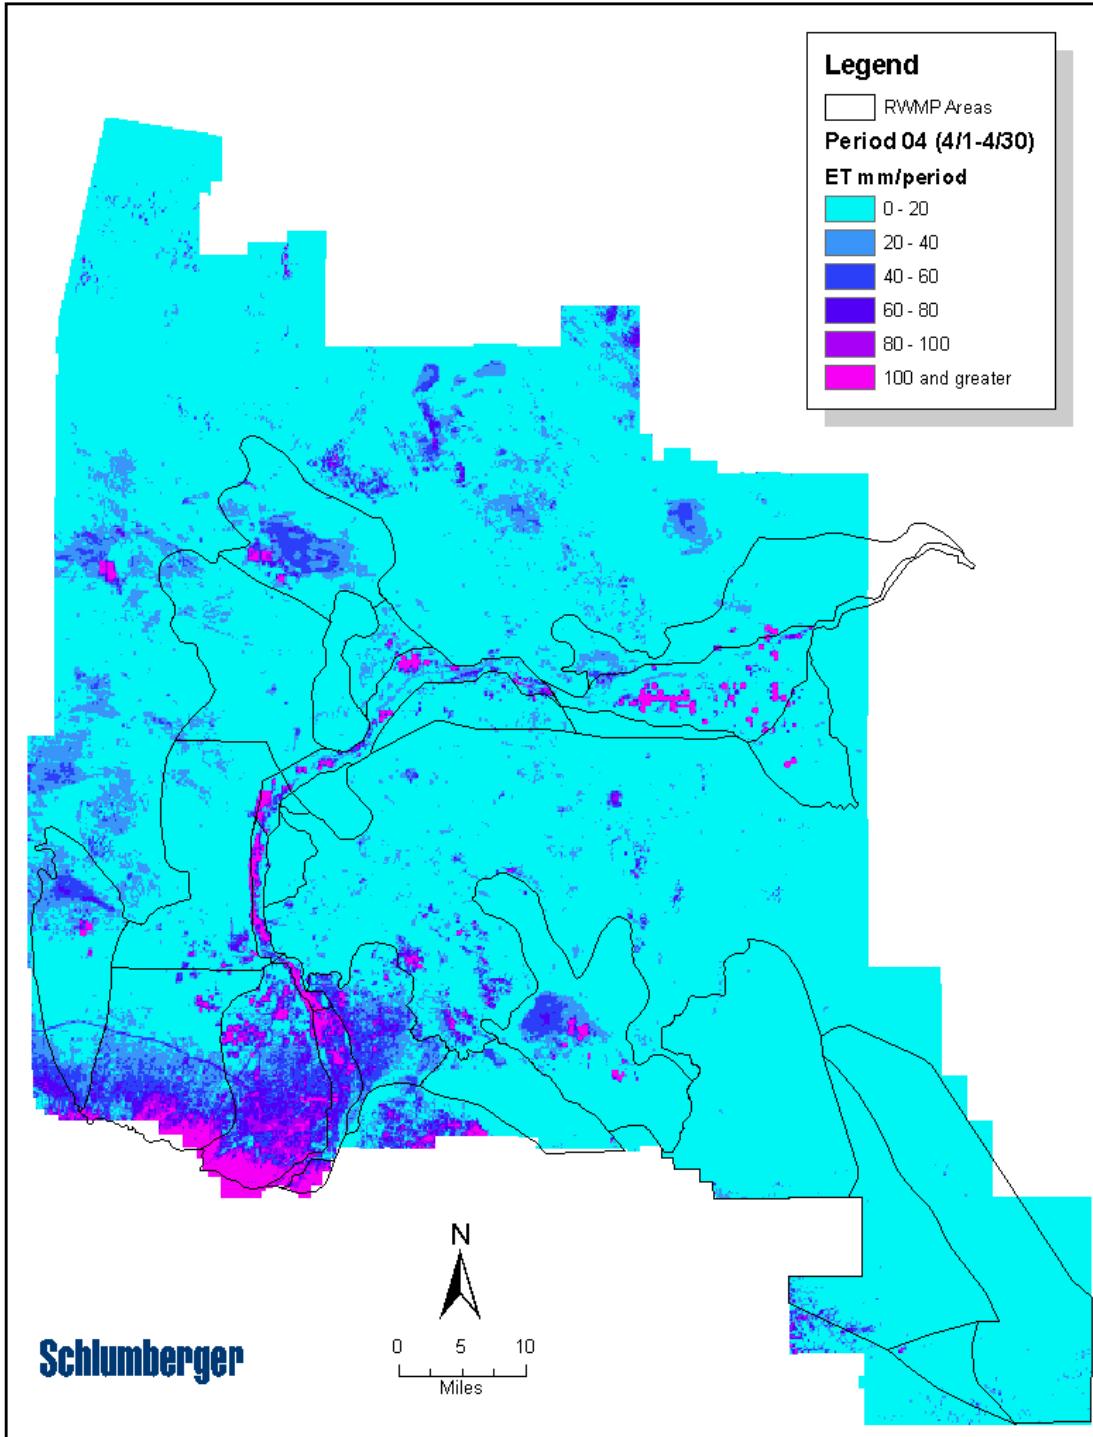 Legend
RWMP Areas
Period 04 (4/1-4/30)
ET mm/period
0 - 20
20 - 40
40 - 60
60 - 80
80 - 100
100 and greater
N
0 5 10
Miles
Schlumberger